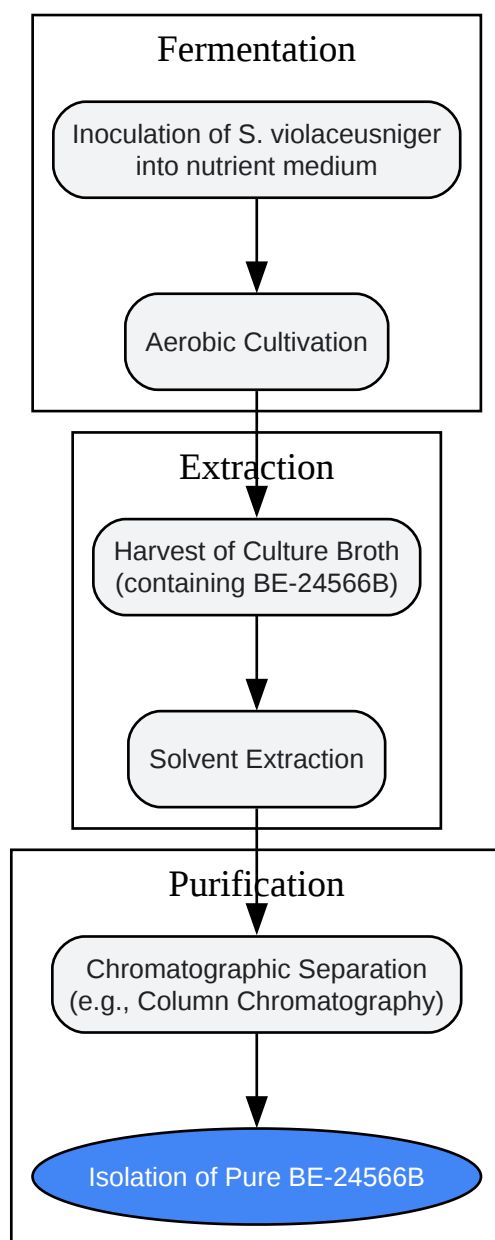 Fermentation
Inoculation of S. violaceusniger
into nutrient medium
Aerobic Cultivation
Extraction
Harvest of Culture Broth
(containing BE-24566B)
Solvent Extraction
Purification
Chromatographic Separation
(e.g., Column Chromatography)
Isolation of Pure BE-24566B